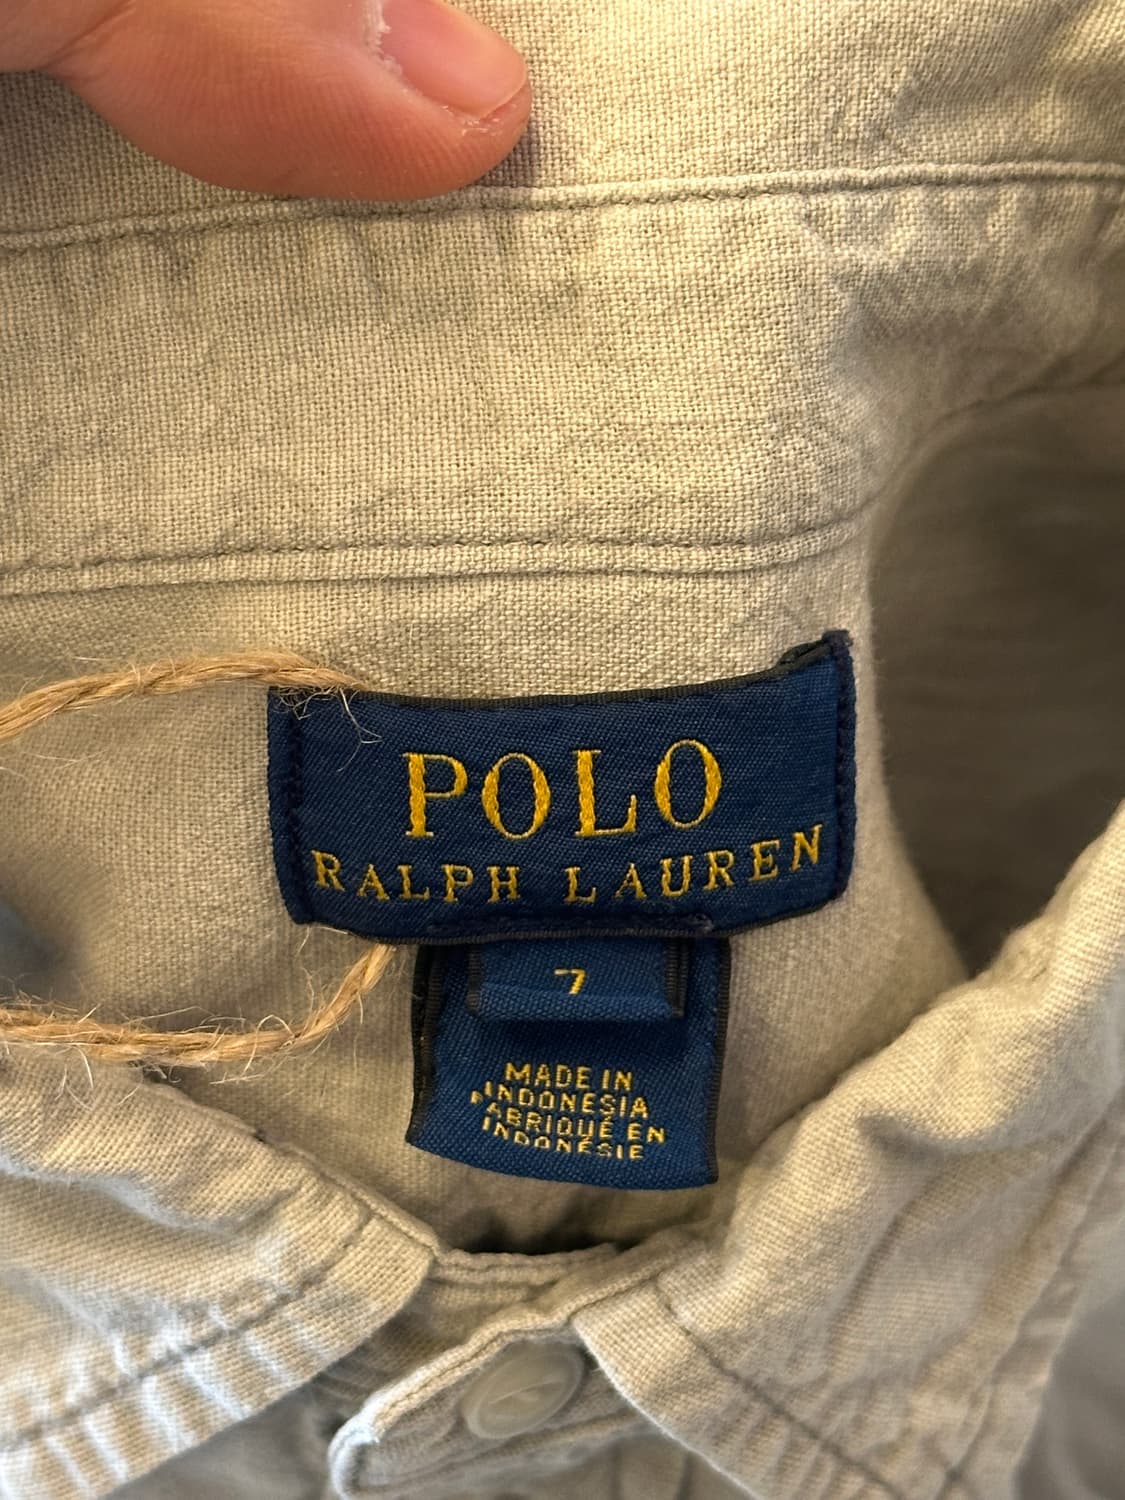 POLO
RALPH LAUREN
7
MADE IN
INDONESIA
FABRIQUÉ EN
INDONÉSIE